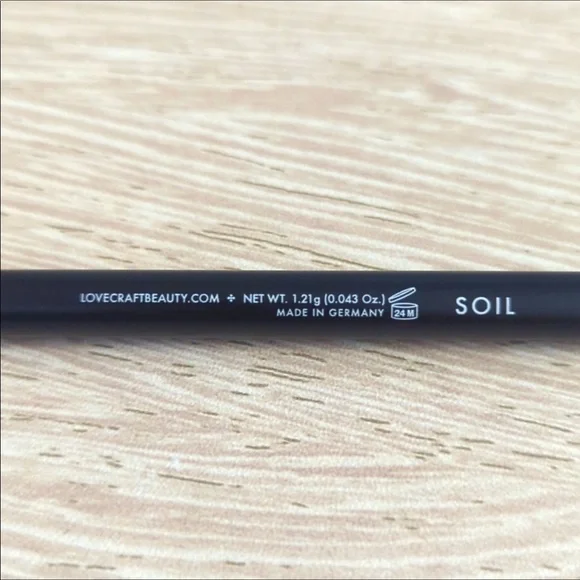 LOVECRAFTBEAUTY.COM ✢ NET WT. 1.21g (0.043 Oz.)
MADE IN GERMANY
24 M
SOIL